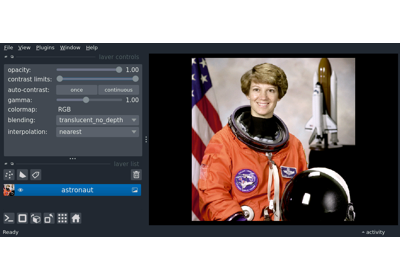 File View Plugins Window Help
layer controls
opacity: 1.00
contrast limits:
auto-contrast: once continuous
gamma: 1.00
colormap: RGB
blending: translucent_no_depth
interpolation: nearest
layer list
astronaut
Ready
activity